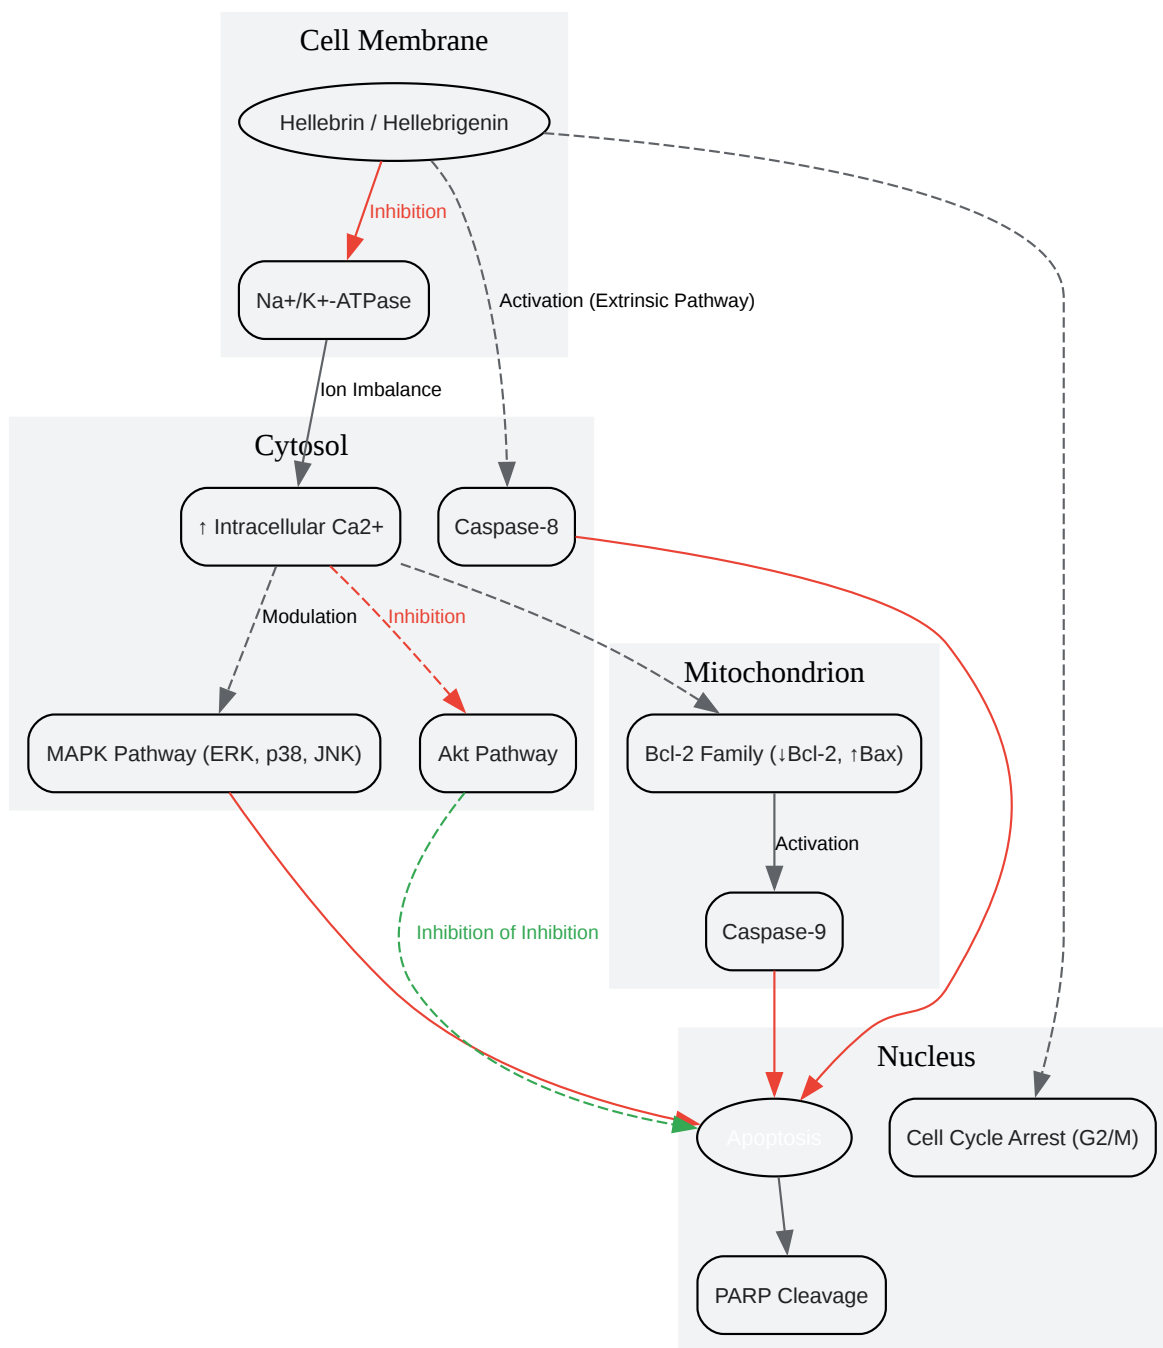 Cell Membrane
Hellebrin / Hellebrigenin
Inhibition
Na+/K+-ATPase
Activation (Extrinsic Pathway)
Ion Imbalance
Cytosol
↑ Intracellular Ca2+
Caspase-8
Modulation
Inhibition
Mitochondrion
MAPK Pathway (ERK, p38, JNK)
Akt Pathway
Bcl-2 Family (↓Bcl-2, ↑Bax)
Activation
Caspase-9
Inhibition of Inhibition
Nucleus
Apoptosis
Cell Cycle Arrest (G2/M)
PARP Cleavage